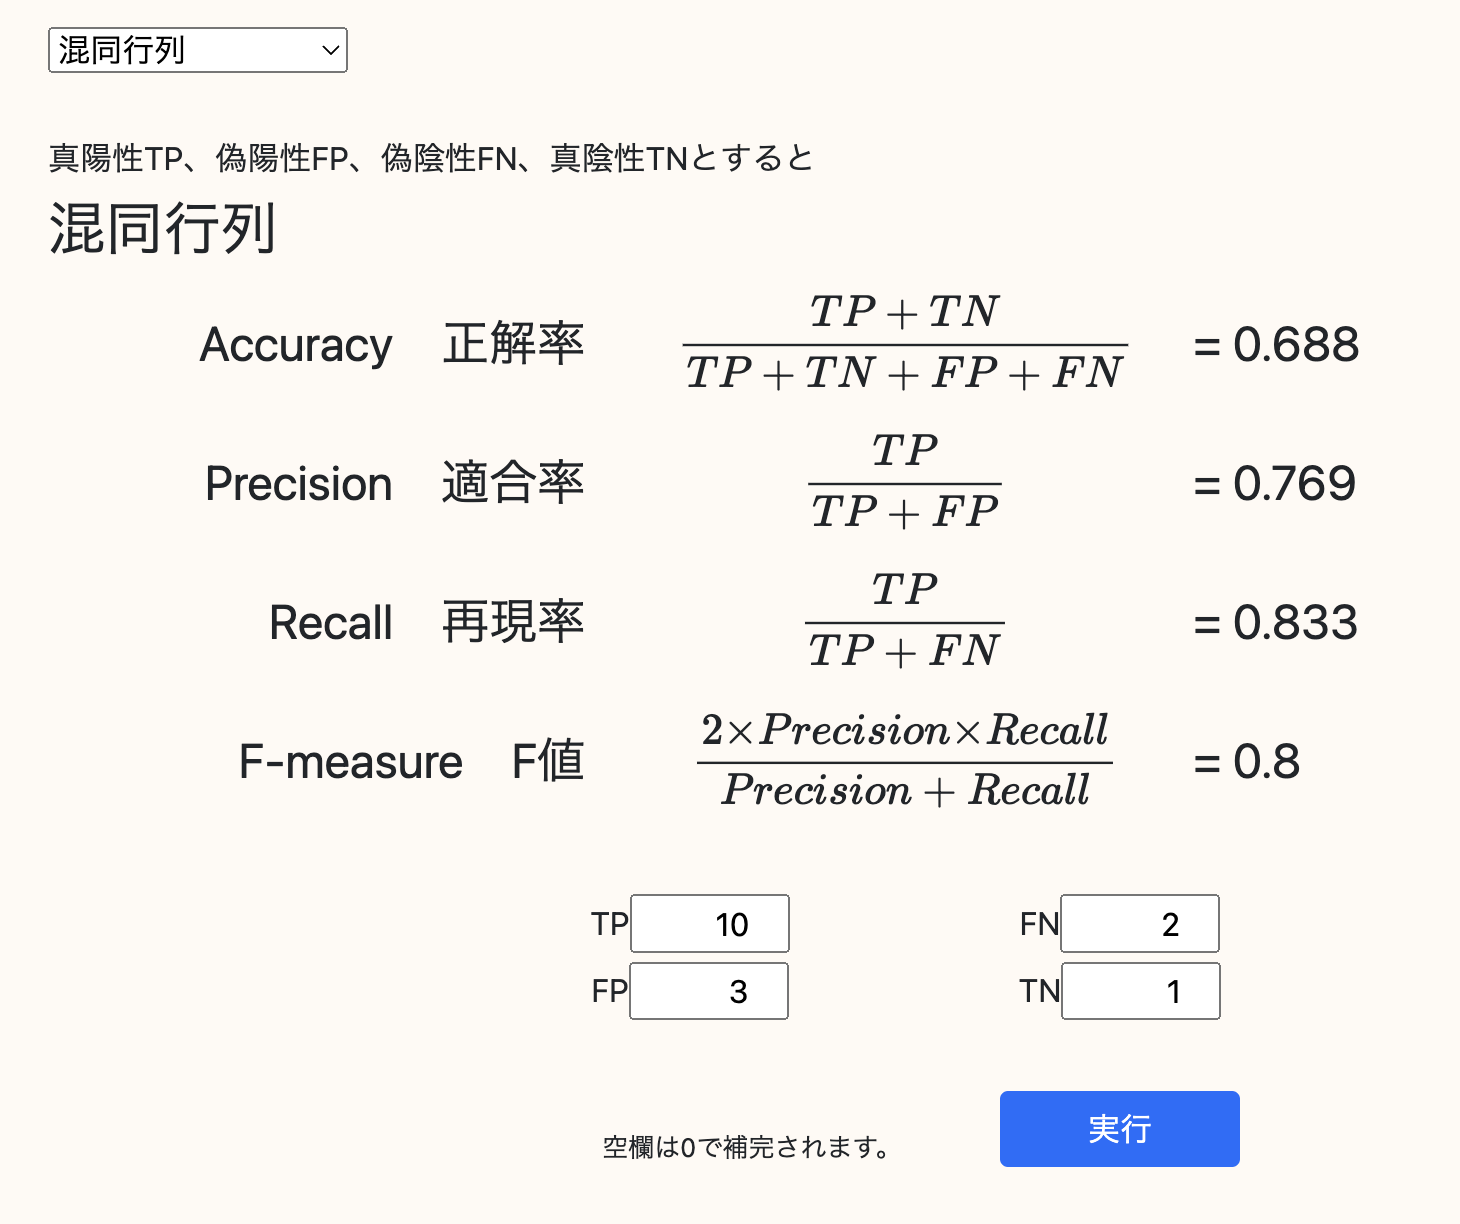 混同行列
真陽性TP、偽陽性FP、偽陰性FN、真陰性TNとすると
混同行列
Accuracy　正解率 \frac{TP + TN}{TP + TN + FP + FN} = 0.688
Precision　適合率 \frac{TP}{TP + FP} = 0.769
Recall　再現率 \frac{TP}{TP + FN} = 0.833
F-measure　F値 \frac{2×Precision×Recall}{Precision + Recall} = 0.8
TP 10 FN 2
FP 3 TN 1
空欄は0で補完されます。 実行